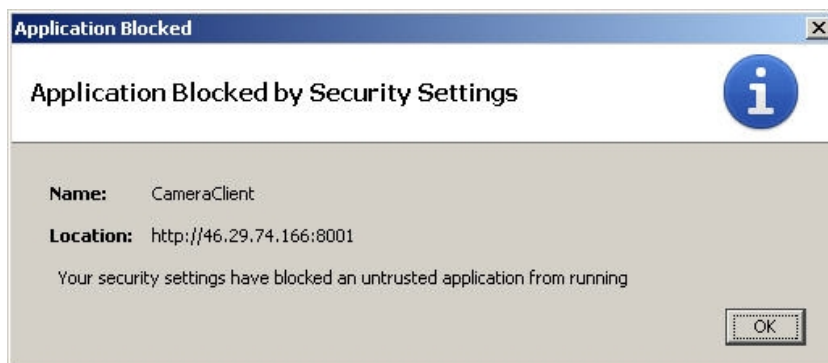 Application Blocked
Application Blocked by Security Settings
Name: CameraClient
Location: http://46.29.74.166:8001
Your security settings have blocked an untrusted application from running
OK